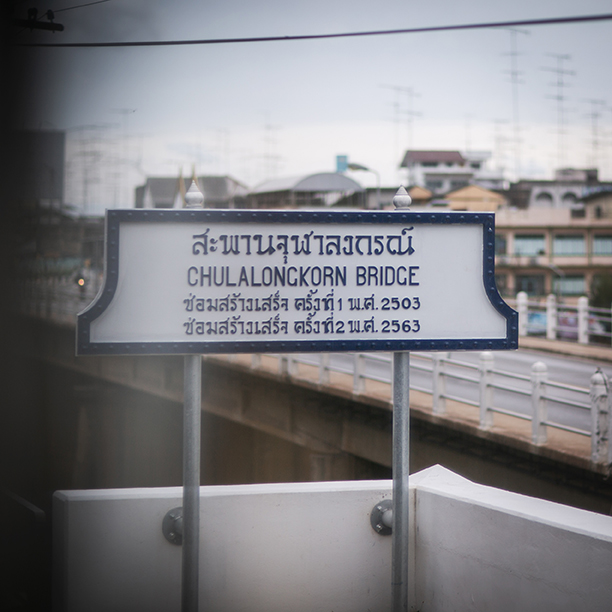 สะพานจุฬาลงกรณ์
CHULALONGKORN BRIDGE
ซ่อมสร้างเสร็จ ครั้งที่ 1 พ.ศ. 2503
ซ่อมสร้างเสร็จ ครั้งที่ 2 พ.ศ. 2563